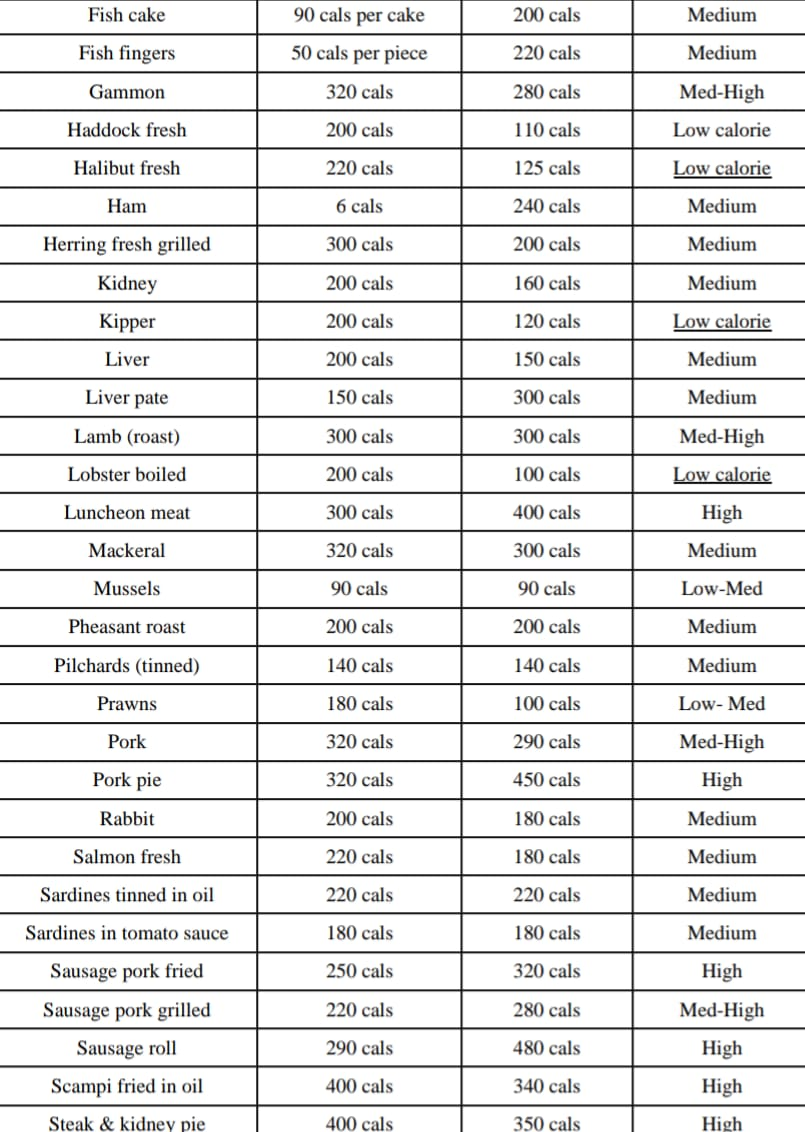 Fish cake 90 cals per cake 200 cals Medium
Fish fingers 50 cals per piece 220 cals Medium
Gammon 320 cals 280 cals Med-High
Haddock fresh 200 cals 110 cals Low calorie
Halibut fresh 220 cals 125 cals Low calorie
Ham 6 cals 240 cals Medium
Herring fresh grilled 300 cals 200 cals Medium
Kidney 200 cals 160 cals Medium
Kipper 200 cals 120 cals Low calorie
Liver 200 cals 150 cals Medium
Liver pate 150 cals 300 cals Medium
Lamb (roast) 300 cals 300 cals Med-High
Lobster boiled 200 cals 100 cals Low calorie
Luncheon meat 300 cals 400 cals High
Mackeral 320 cals 300 cals Medium
Mussels 90 cals 90 cals Low-Med
Pheasant roast 200 cals 200 cals Medium
Pilchards (tinned) 140 cals 140 cals Medium
Prawns 180 cals 100 cals Low- Med
Pork 320 cals 290 cals Med-High
Pork pie 320 cals 450 cals High
Rabbit 200 cals 180 cals Medium
Salmon fresh 220 cals 180 cals Medium
Sardines tinned in oil 220 cals 220 cals Medium
Sardines in tomato sauce 180 cals 180 cals Medium
Sausage pork fried 250 cals 320 cals High
Sausage pork grilled 220 cals 280 cals Med-High
Sausage roll 290 cals 480 cals High
Scampi fried in oil 400 cals 340 cals High
Steak & kidney pie 400 cals 350 cals High